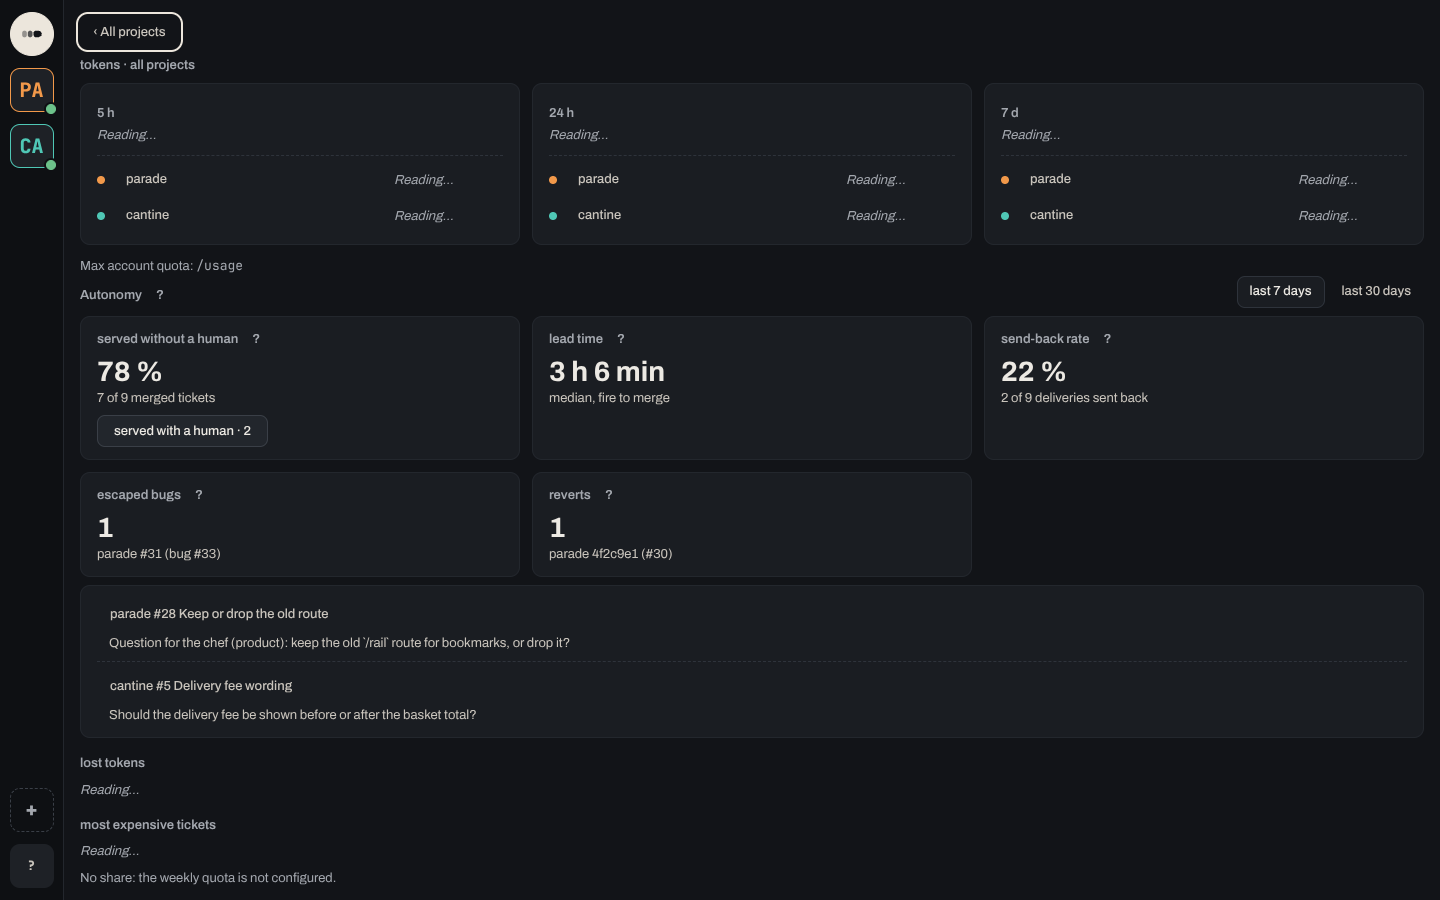 ‹ All projects
PA
CA
tokens · all projects
5 h
Reading...
parade Reading...
cantine Reading...
24 h
Reading...
parade Reading...
cantine Reading...
7 d
Reading...
parade Reading...
cantine Reading...
Max account quota: /usage
Autonomy ?
last 7 days last 30 days
served without a human ?
78 %
7 of 9 merged tickets
served with a human · 2
lead time ?
3 h 6 min
median, fire to merge
send-back rate ?
22 %
2 of 9 deliveries sent back
escaped bugs ?
1
parade #31 (bug #33)
reverts ?
1
parade 4f2c9e1 (#30)
parade #28 Keep or drop the old route
Question for the chef (product): keep the old `/rail` route for bookmarks, or drop it?
cantine #5 Delivery fee wording
Should the delivery fee be shown before or after the basket total?
lost tokens
Reading...
most expensive tickets
Reading...
No share: the weekly quota is not configured.
+
?